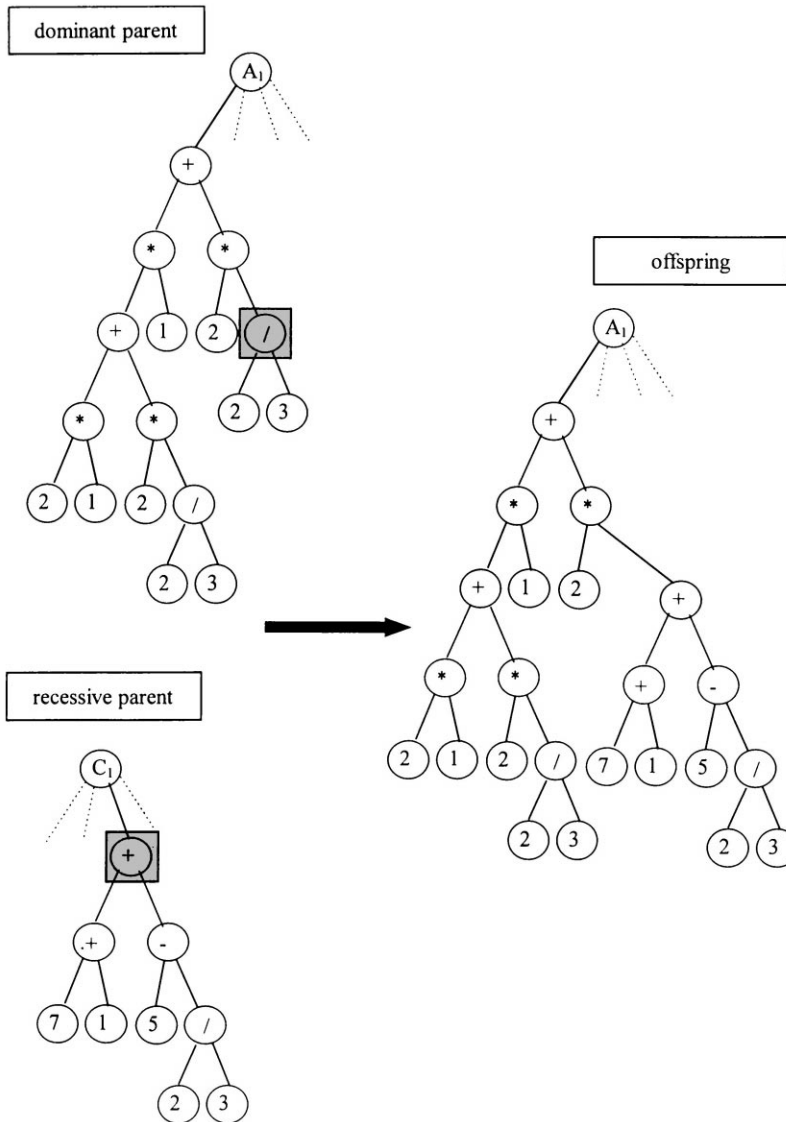 dominant parent
A1
+
* *
+ 1 2 /
* * 2 3
2 1 2 /
2 3
offspring
A1
+
* *
+ 1 2 +
* * + -
2 1 2 / 7 1 5 /
2 3 2 3
recessive parent
C1
+
.+ -
7 1 5 /
2 3